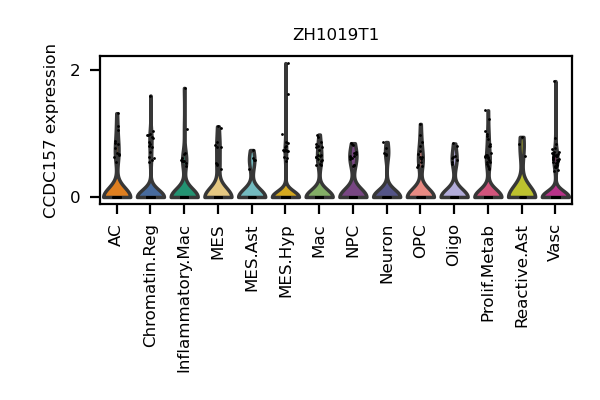 ZH1019T1
CCDC157 expression
2
0
AC
Chromatin.Reg
Inflammatory.Mac
MES
MES.Ast
MES.Hyp
Mac
NPC
Neuron
OPC
Oligo
Prolif.Metab
Reactive.Ast
Vasc